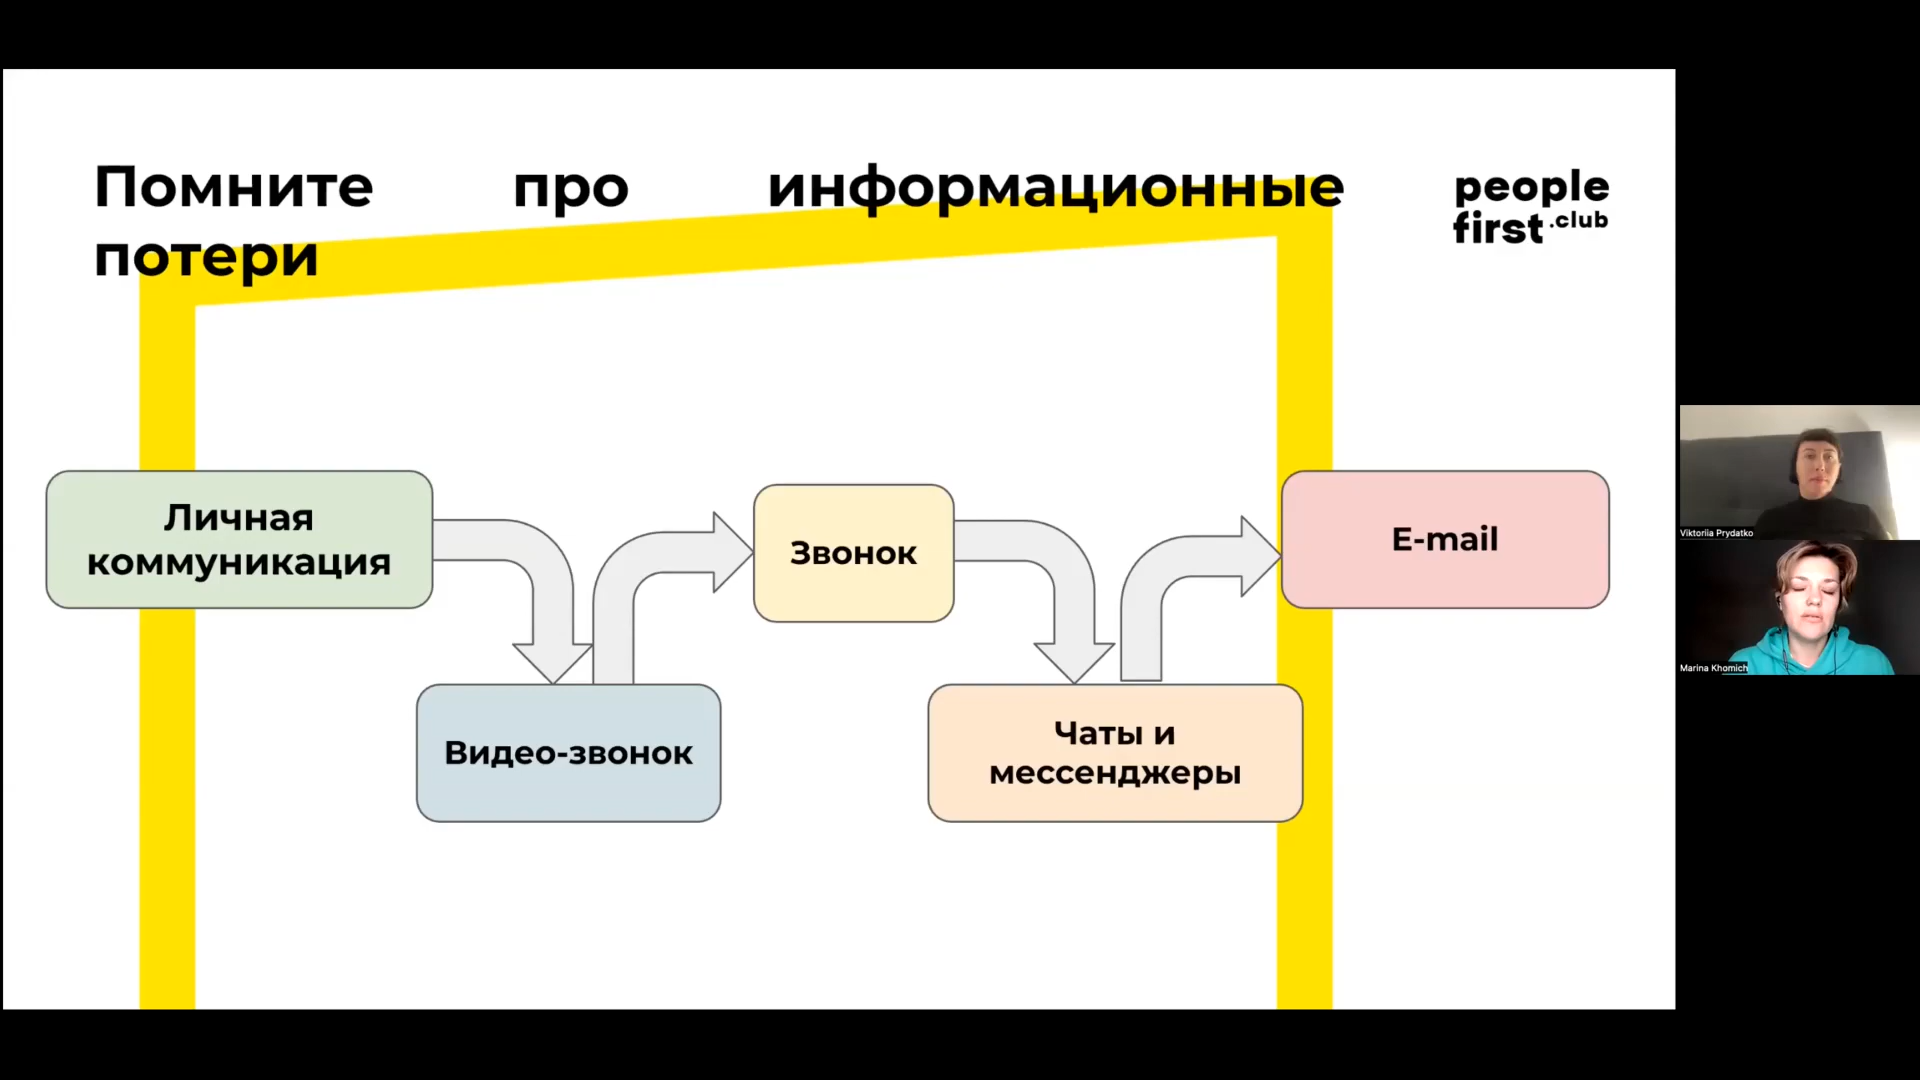 Помните про информационные
потери
people
first.club
Личная
коммуникация
Звонок
E-mail
Видео-звонок
Чаты и
мессенджеры
Viktoriia Prydatko
Marina Khomich